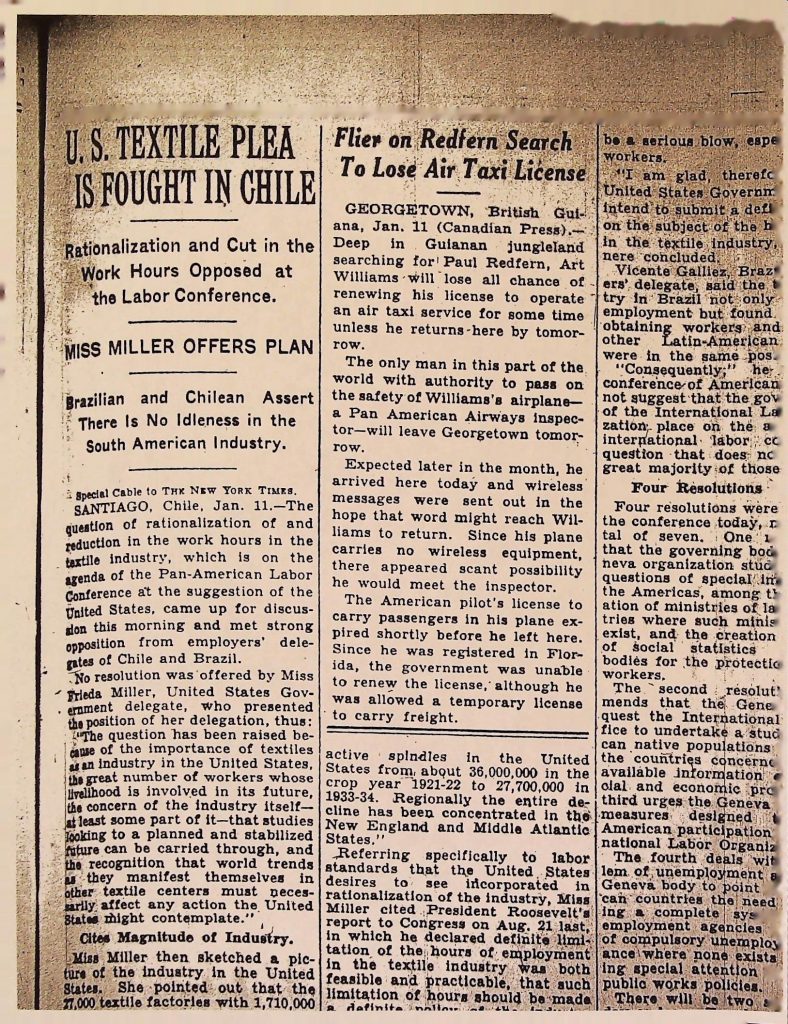 U. S. TEXTILE PLEA
IS FOUGHT IN CHILE
Rationalization and Cut in the
Work Hours Opposed at
the Labor Conference.
MISS MILLER OFFERS PLAN
Brazilian and Chilean Assert
There Is No Idleness in the
South American Industry.
Special Cable to THE NEW YORK TIMES.
SANTIAGO, Chile, Jan. 11.—The
question of rationalization of and
reduction in the work hours in the
textile industry, which is on the
agenda of the Pan-American Labor
Conference at the suggestion of the
United States, came up for discus-
sion this morning and met strong
opposition from employers' dele-
gates of Chile and Brazil.
No resolution was offered by Miss
Frieda Miller, United States Gov-
ernment delegate, who presented
the position of her delegation, thus:
"The question has been raised be-
cause of the importance of textiles
as an industry in the United States,
the great number of workers whose
livelihood is involved in its future,
the concern of the industry itself—
at least some part of it—that studies
looking to a planned and stabilized
future can be carried through, and
the recognition that world trends
as they manifest themselves in
other textile centers must neces-
sarily affect any action the United
States might contemplate."
Cites Magnitude of Industry.
Miss Miller then sketched a pic-
ture of the industry in the United
States. She pointed out that the
27,000 textile factories with 1,710,000
Flier on Redfern Search
To Lose Air Taxi License
GEORGETOWN, British Gui-
ana, Jan. 11 (Canadian Press).—
Deep in Guianan jungleland
searching for Paul Redfern, Art
Williams will lose all chance of
renewing his license to operate
an air taxi service for some time
unless he returns here by tomor-
row.
The only man in this part of the
world with authority to pass on
the safety of Williams's airplane—
a Pan American Airways inspec-
tor—will leave Georgetown tomor-
row.
Expected later in the month, he
arrived here today and wireless
messages were sent out in the
hope that word might reach Wil-
liams to return. Since his plane
carries no wireless equipment,
there appeared scant possibility
he would meet the inspector.
The American pilot's license to
carry passengers in his plane ex-
pired shortly before he left here.
Since he was registered in Flor-
ida, the government was unable
to renew the license, although he
was allowed a temporary license
to carry freight.
active spindles in the United
States from about 36,000,000 in the
crop year 1921-22 to 27,700,000 in
1933-34. Regionally the entire de-
cline has been concentrated in the
New England and Middle Atlantic
States."
Referring specifically to labor
standards that the United States
desires to see incorporated in
rationalization of the industry, Miss
Miller cited President Roosevelt's
report to Congress on Aug. 21 last,
in which he declared definite limi-
tation of the hours of employment
in the textile industry was both
feasible and practicable, that such
limitation of hours should be made
a definite policy of the
be a serious blow, espe
workers.
"I am glad, therefo
United States Governm
intend to submit a defi
on the subject of the h
in the textile industry,
nere concluded.
Vicente Galliez, Braz
ers' delegate, said the t
try in Brazil not only
employment but found
obtaining workers and
other Latin-American
were in the same pos
"Consequently," he
conference of American
not suggest that the gov
of the International La
zation place on the a
international labor co
question that does no
great majority of those
Four Resolutions
Four resolutions were
the conference today,
tal of seven. One
that the governing bod
neva organization stud
questions of special in
the Americas, among th
ation of ministries of la
tries where such minis
exist, and the creation
of social statistics
bodies for the protectio
workers.
The second resolut
mends that the Gene
quest the International
fice to undertake a stud
can native populations
the countries concerne
available information
cial and economic pro
third urges the Geneva
measures designed t
American participation
national Labor Organiz
The fourth deals wit
lem of unemployment
Geneva body to point
can countries the need
ing a complete sys
employment agencies
of compulsory unemploy
ance where none exists
ing special attention
public works policies.
There will be two